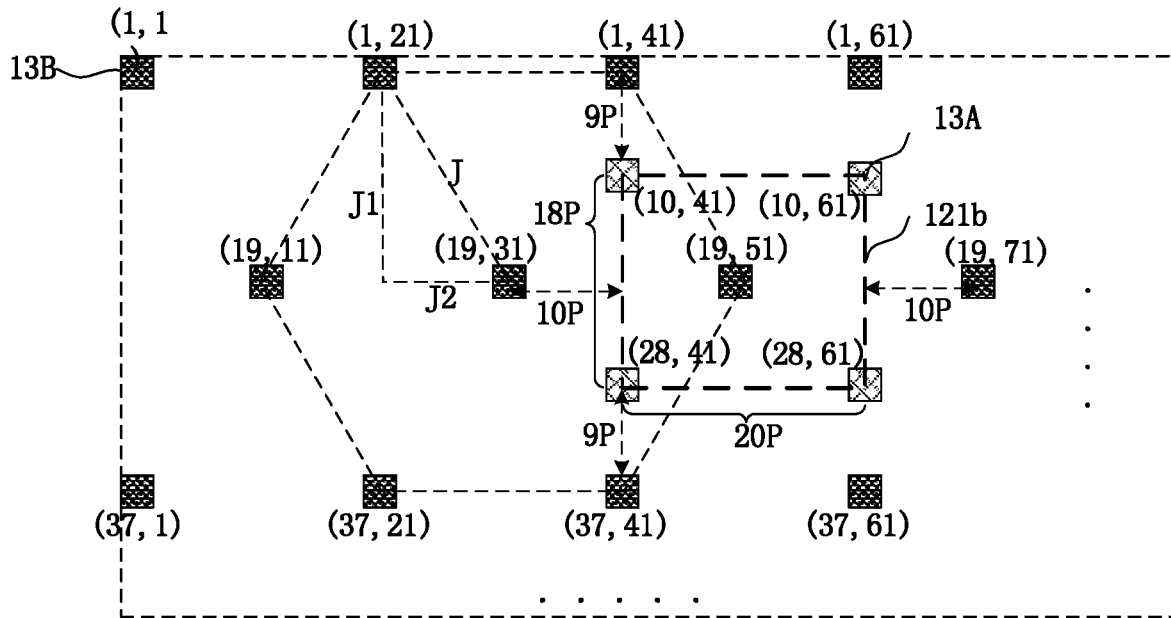 (1, 1
(1, 21)
(1, 41)
(1, 61)
13B
9P
13A
J
J1
18P
(10, 41)
(10, 61)
121b
(19, 11)
(19, 31)
(19, 51)
(19, 71)
J2
10P
10P
(28, 41)
(28, 61)
9P
20P
(37, 1)
(37, 21)
(37, 41)
(37, 61)